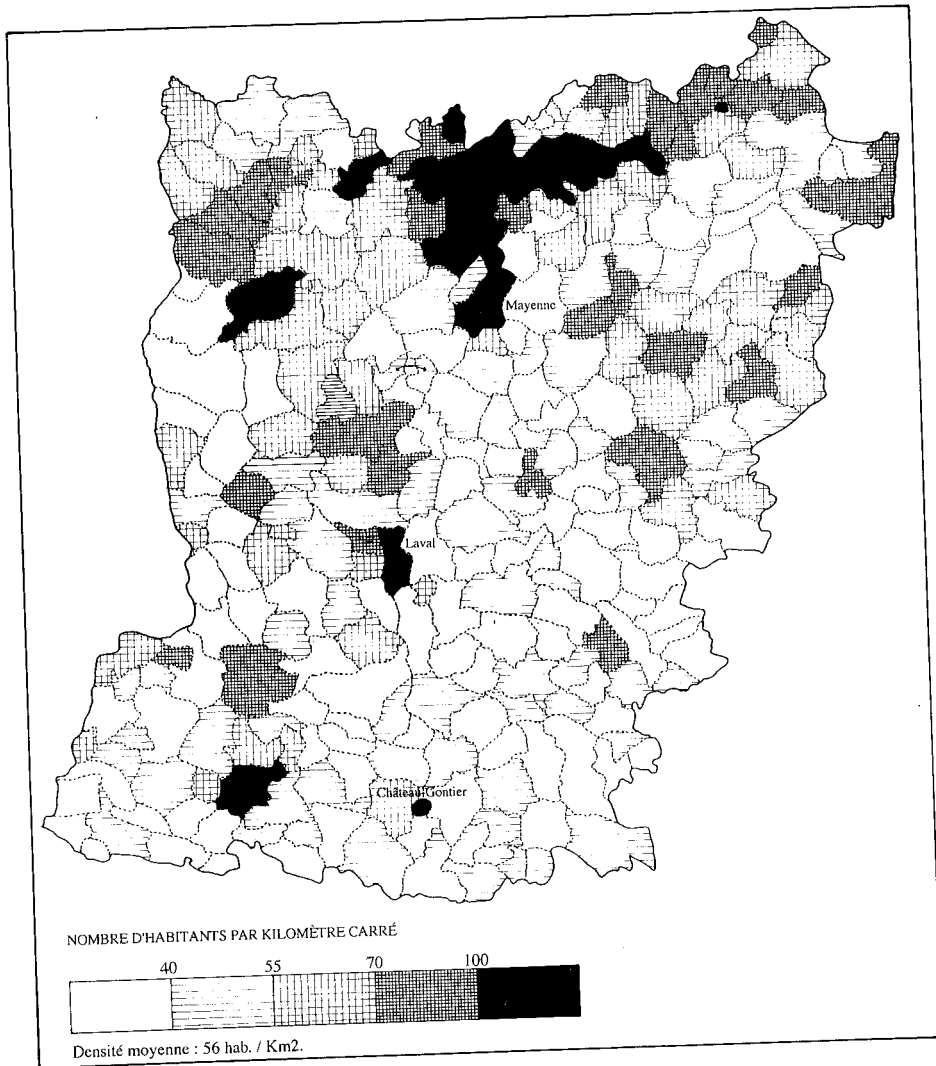 Mayenne
Laval
Château-Gontier
NOMBRE D'HABITANTS PAR KILOMÈTRE CARRÉ
40 55 70 100
Densité moyenne : 56 hab. / Km2.